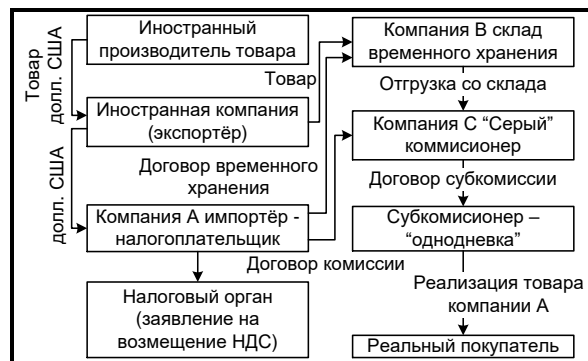 Иностранный
производитель товара
Товар
долл. США
Иностранная компания
(экспортёр)
долл. США
Товар
Договор временного
хранения
Компания А импортёр -
налогоплательщик
Договор комиссии
Налоговый орган
(заявление на
возмещение НДС)
Компания В склад
временного хранения
Отгрузка со склада
Компания С “Серый”
коммисионер
Договор субкомиссии
Субкомисионер –
“однодневка”
Реализация товара
компании А
Реальный покупатель